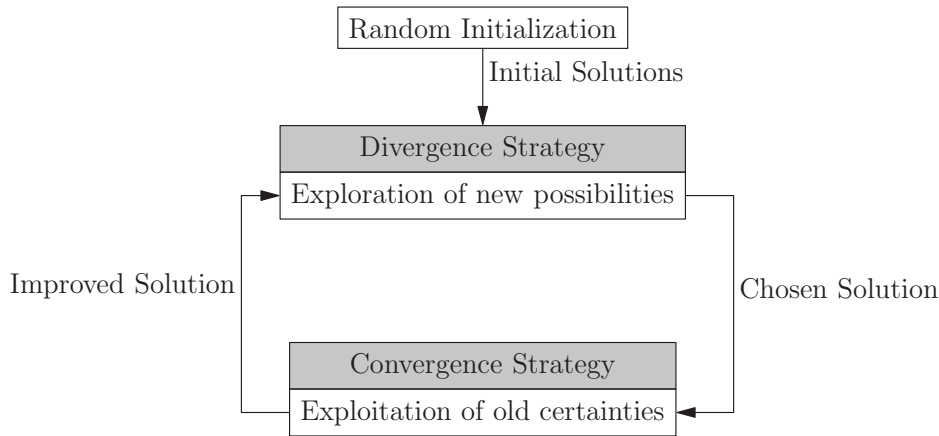 Random Initialization
Initial Solutions
Divergence Strategy
Exploration of new possibilities
Improved Solution
Chosen Solution
Convergence Strategy
Exploitation of old certainties